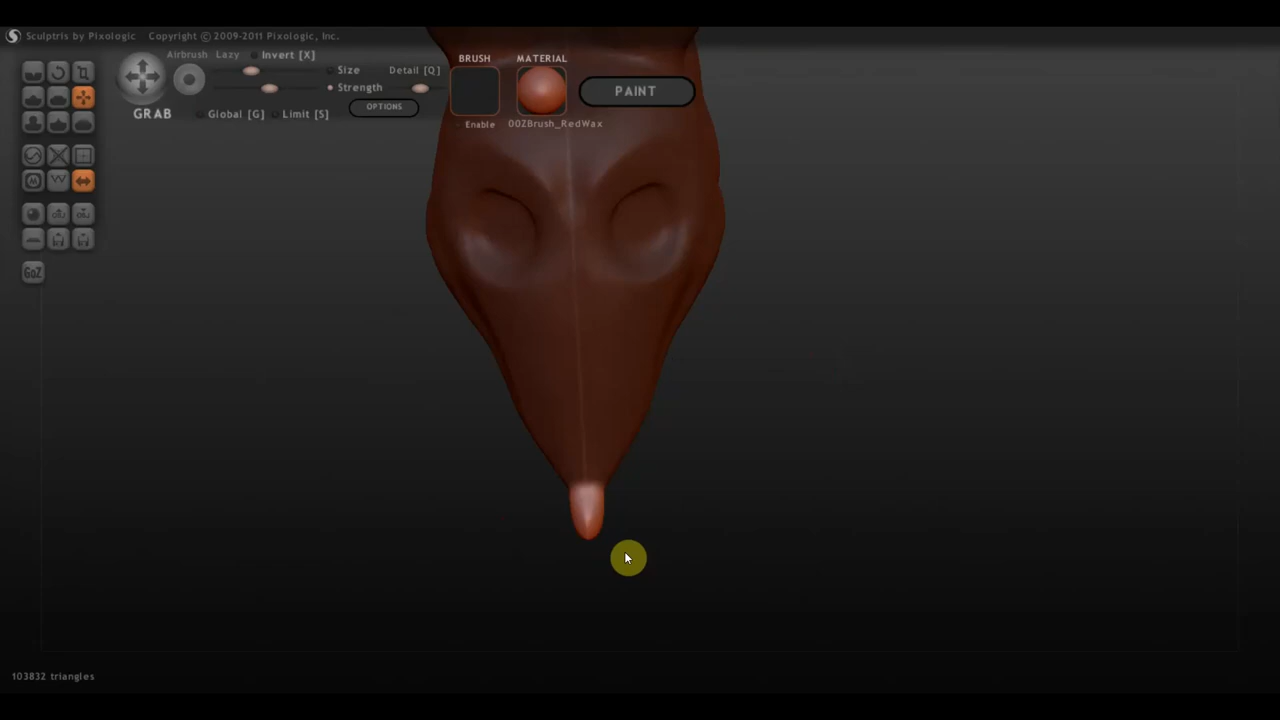 Sculptris by Pixologic Copyright © 2009-2011 Pixologic, Inc.
Airbrush Lazy Invert [X]
Size Detail [Q]
Strength
OPTIONS
GRAB
Global [G] Limit [S]
BRUSH MATERIAL
PAINT
Enable 00ZBrush_RedWax
GoZ
103832 triangles